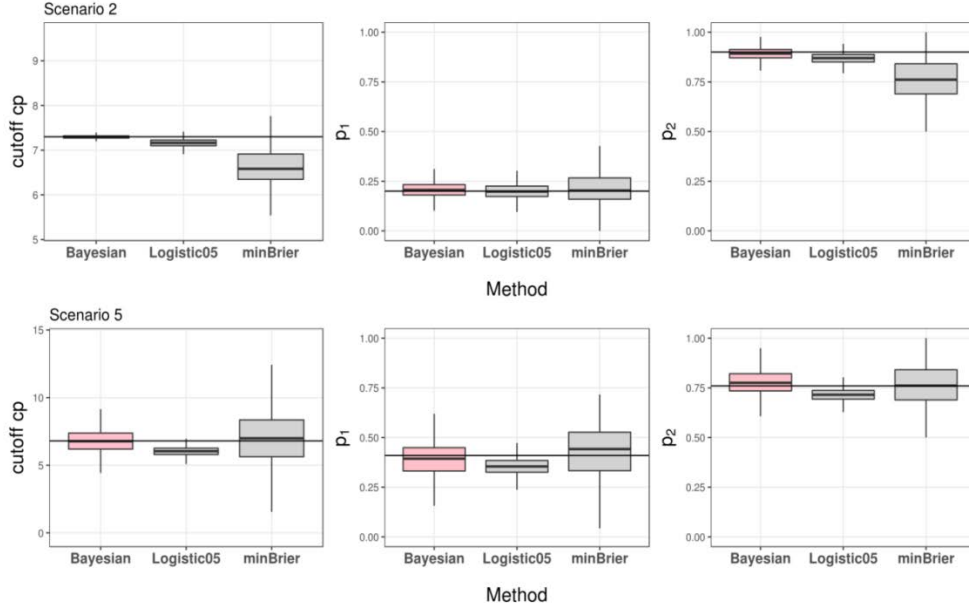 Scenario 2
cutoff cp
9
8
7
6
5
Bayesian Logistic05 minBrier
p1
1.00
0.75
0.50
0.25
0.00
Bayesian Logistic05 minBrier
p2
1.00
0.75
0.50
0.25
0.00
Bayesian Logistic05 minBrier
Method
Scenario 5
cutoff cp
15
10
5
0
Bayesian Logistic05 minBrier
p1
1.00
0.75
0.50
0.25
0.00
Bayesian Logistic05 minBrier
p2
1.00
0.75
0.50
0.25
0.00
Bayesian Logistic05 minBrier
Method